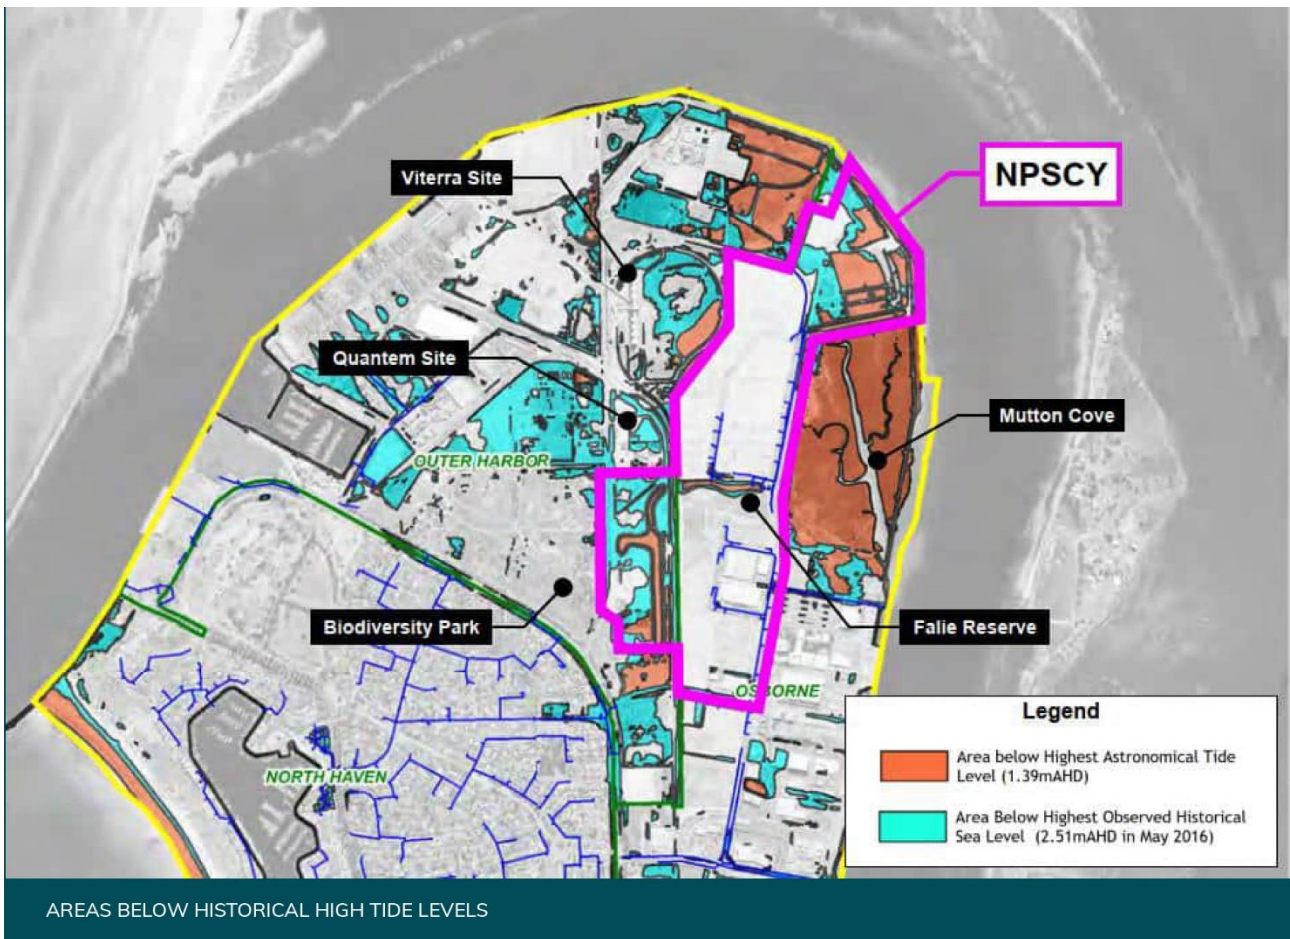 NPSCY
Viterra Site
Quantem Site
Mutton Cove
OUTER HARBOR
Biodiversity Park
Falie Reserve
OSBORNE
NORTH HAVEN
Legend
Area below Highest Astronomical Tide
Level (1.39mAHD)
Area Below Highest Observed Historical
Sea Level (2.51mAHD in May 2016)
AREAS BELOW HISTORICAL HIGH TIDE LEVELS